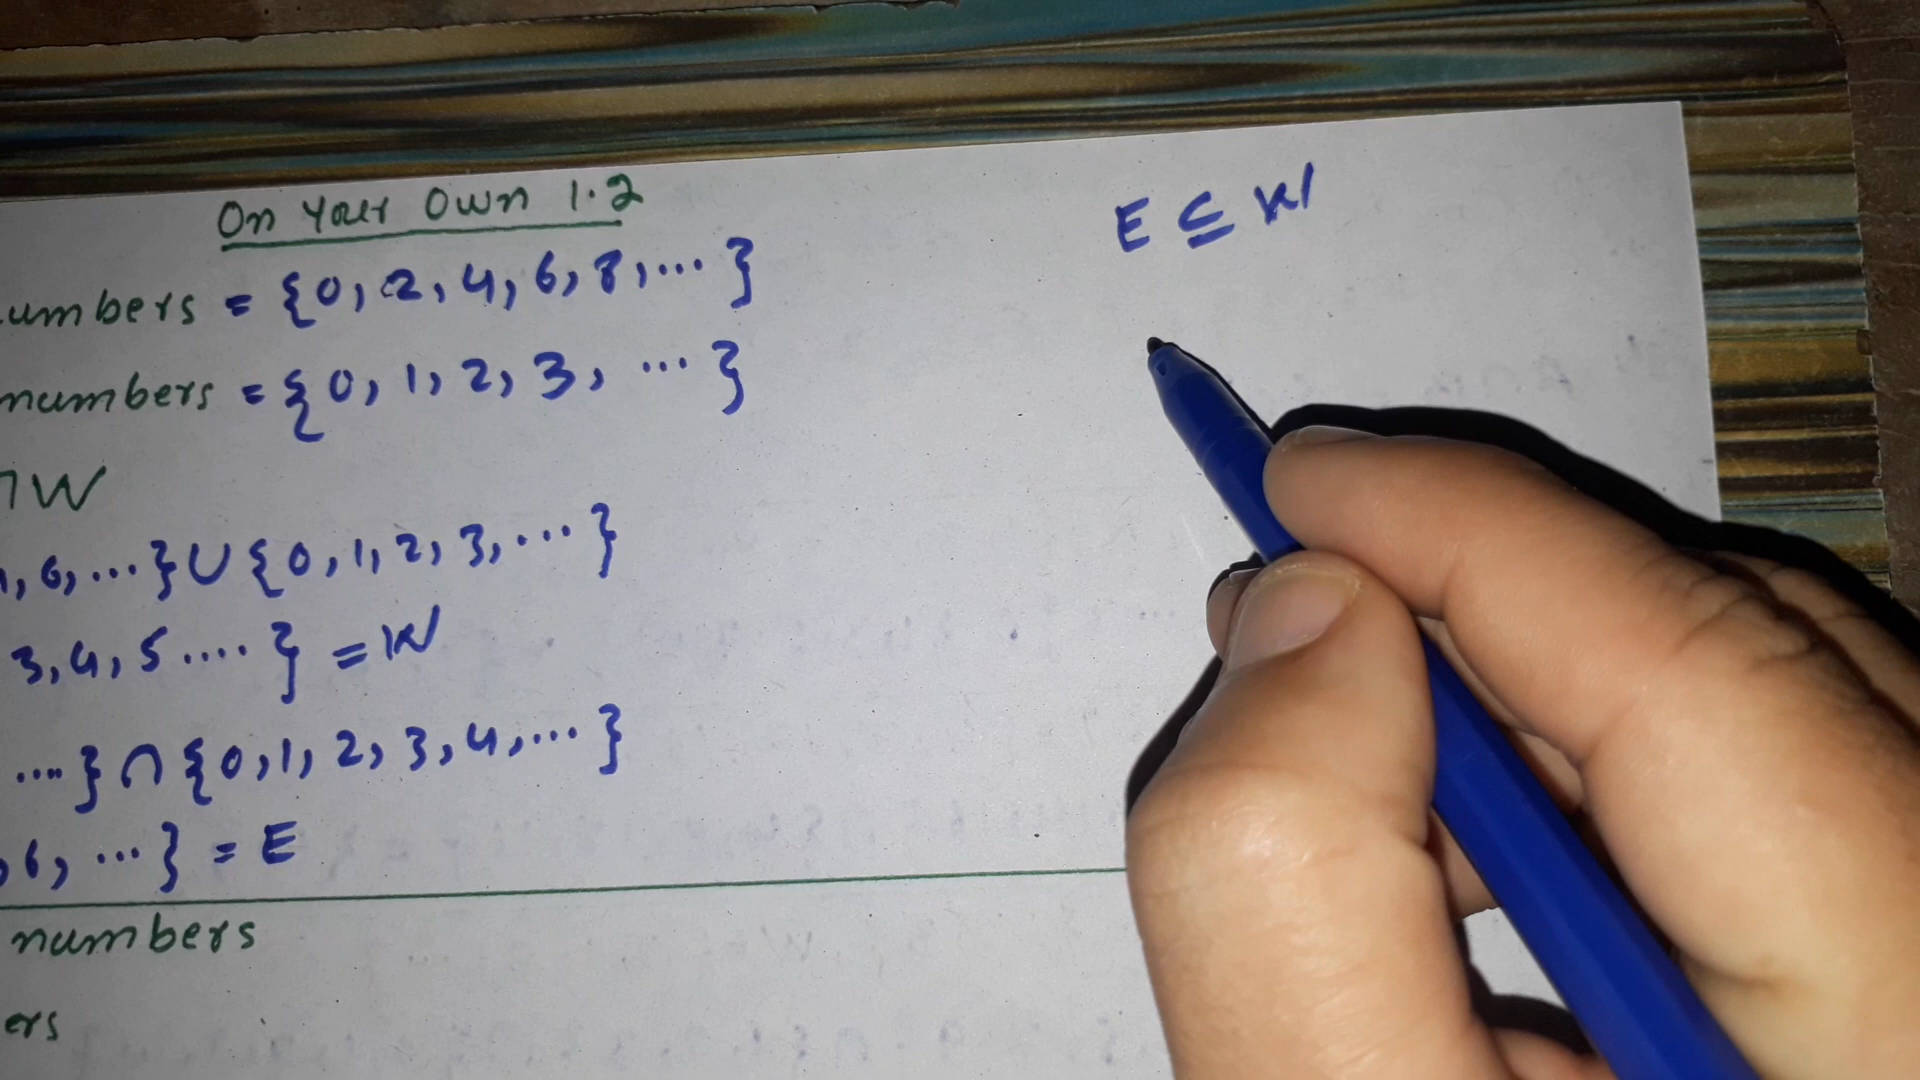 On Your Own 1.2
E ⊆ W
umbers = {0, 2, 4, 6, 8, ... }
numbers = {0, 1, 2, 3, ... }
W
, 6, ... } ∪ {0, 1, 2, 3, ... }
3, 4, 5 .... } = W
.... } ∩ {0, 1, 2, 3, 4, ... }
, 6, ... } = E
numbers
ers